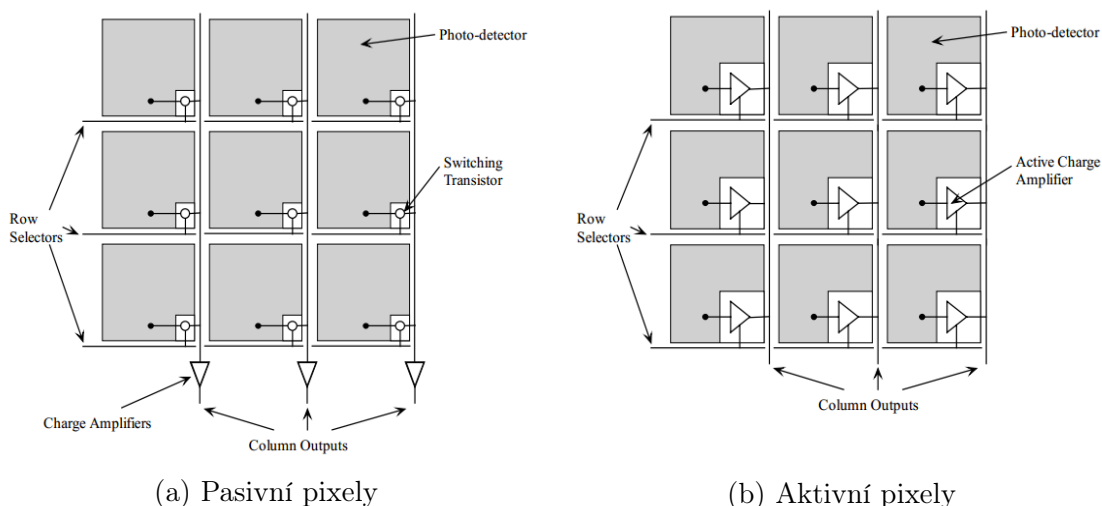 Photo-detector
Switching
Transistor
Row
Selectors
Charge Amplifiers
Column Outputs
(a) Pasivní pixely
Photo-detector
Active Charge
Amplifier
Row
Selectors
Column Outputs
(b) Aktivní pixely